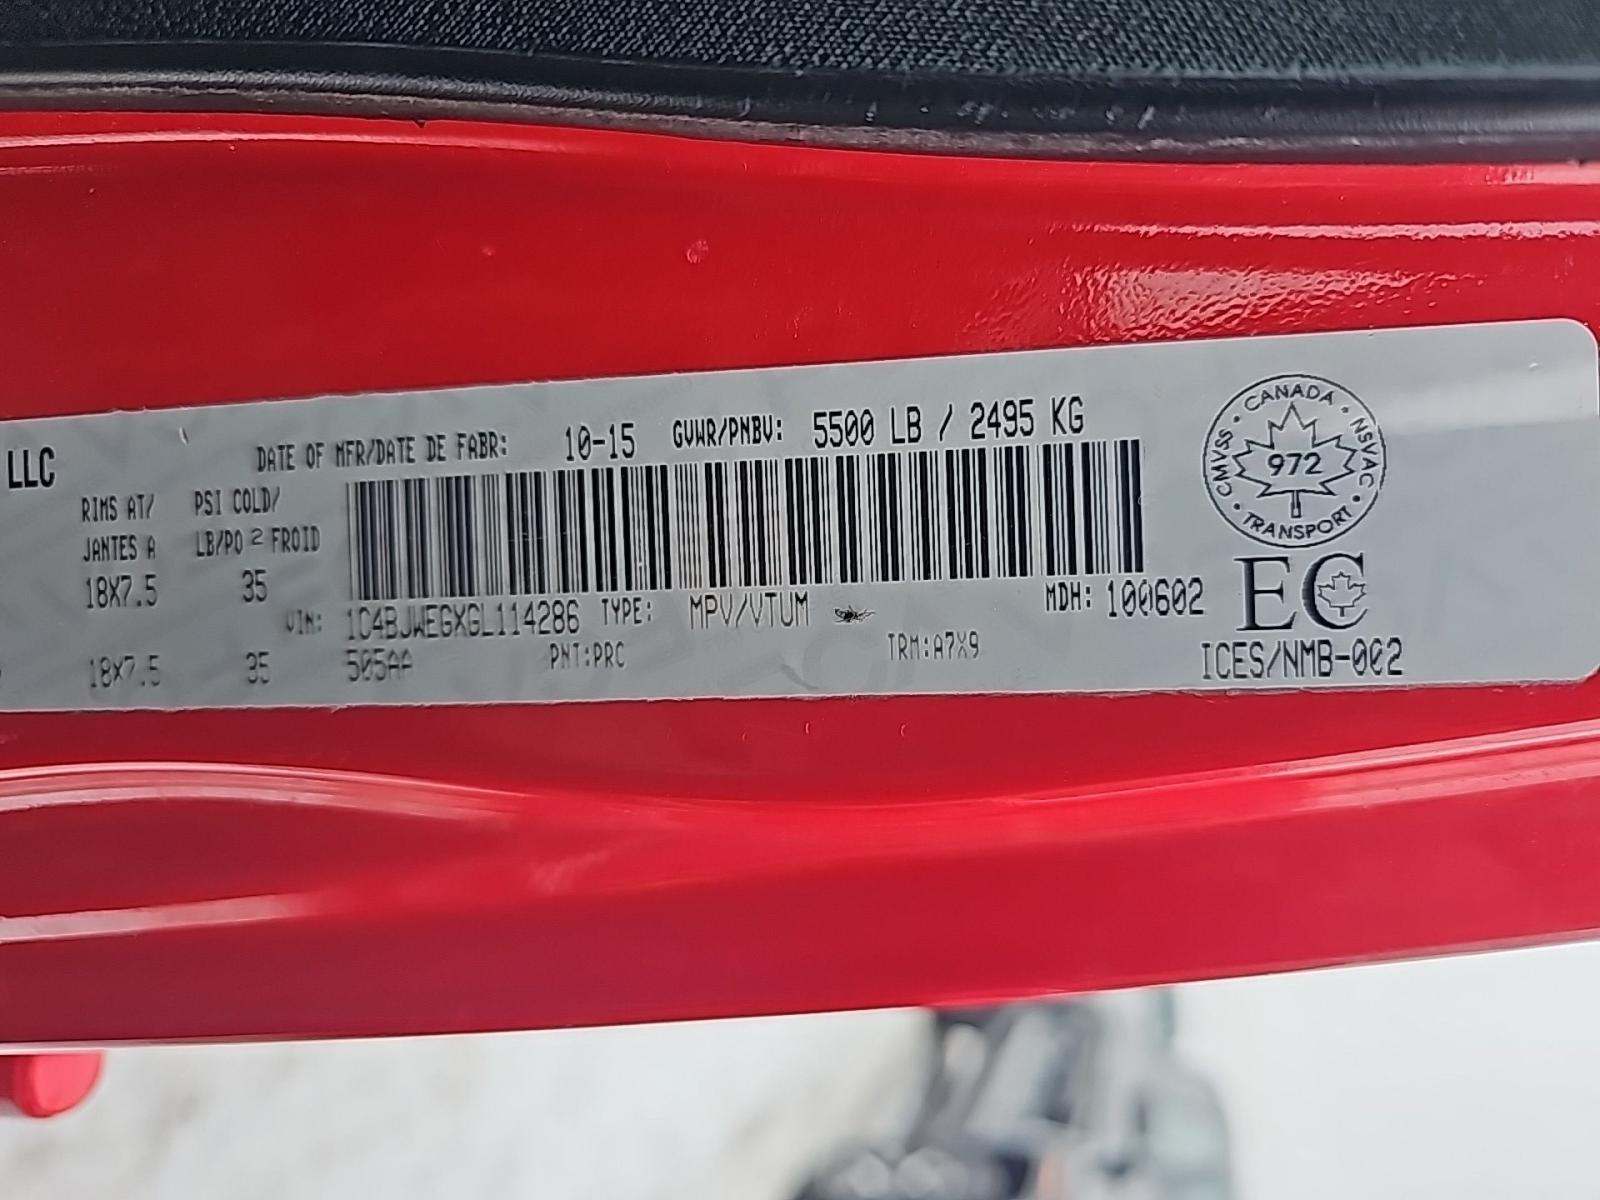 LLC
DATE OF MFR/DATE DE FABR: 10-15 GVWR/PNBV: 5500 LB / 2495 KG
RIMS AT/ PSI COLD/
JANTES A LB/PO 2 FROID
18X7.5 35
VIN: 1C4BJWEGXGL114286 TYPE: MPV/VTUM MDH: 100602
18X7.5 35 505AA PNT:PRC TRM:A7X9
CMVSS · CANADA · NSVAC · TRANSPORT ·
972
EC
ICES/NMB-002